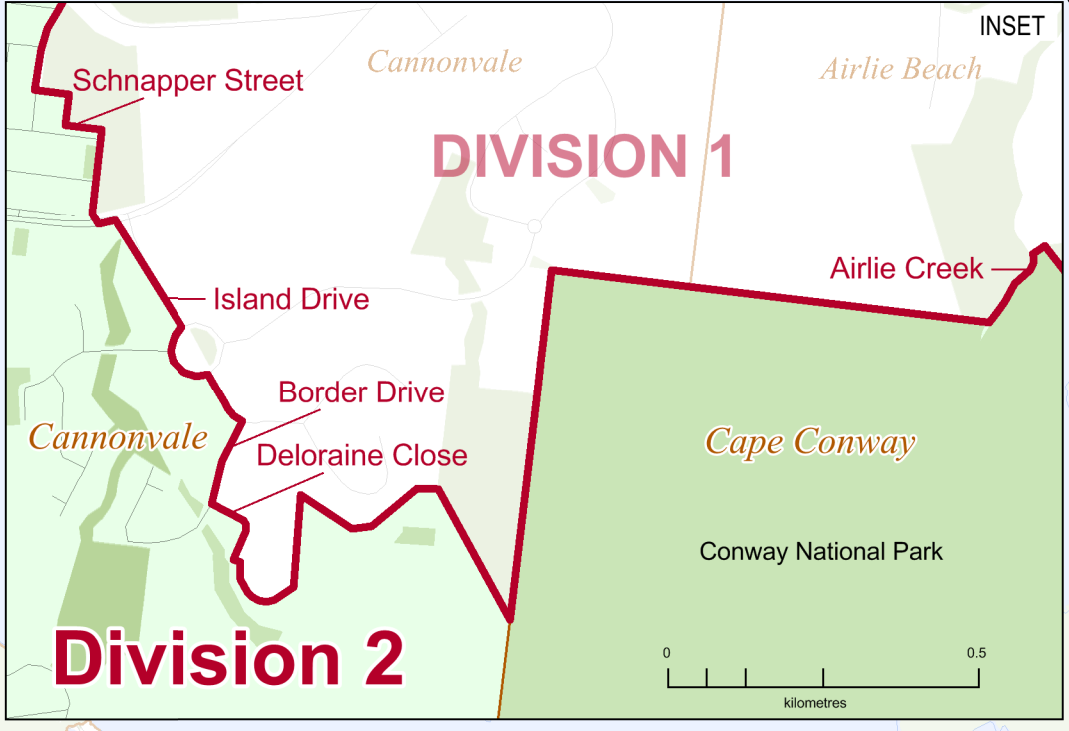 INSET
Cannonvale
Airlie Beach
Schnapper Street
DIVISION 1
Airlie Creek
Island Drive
Border Drive
Cannonvale
Cape Conway
Deloraine Close
Conway National Park
Division 2
0 0.5
kilometres